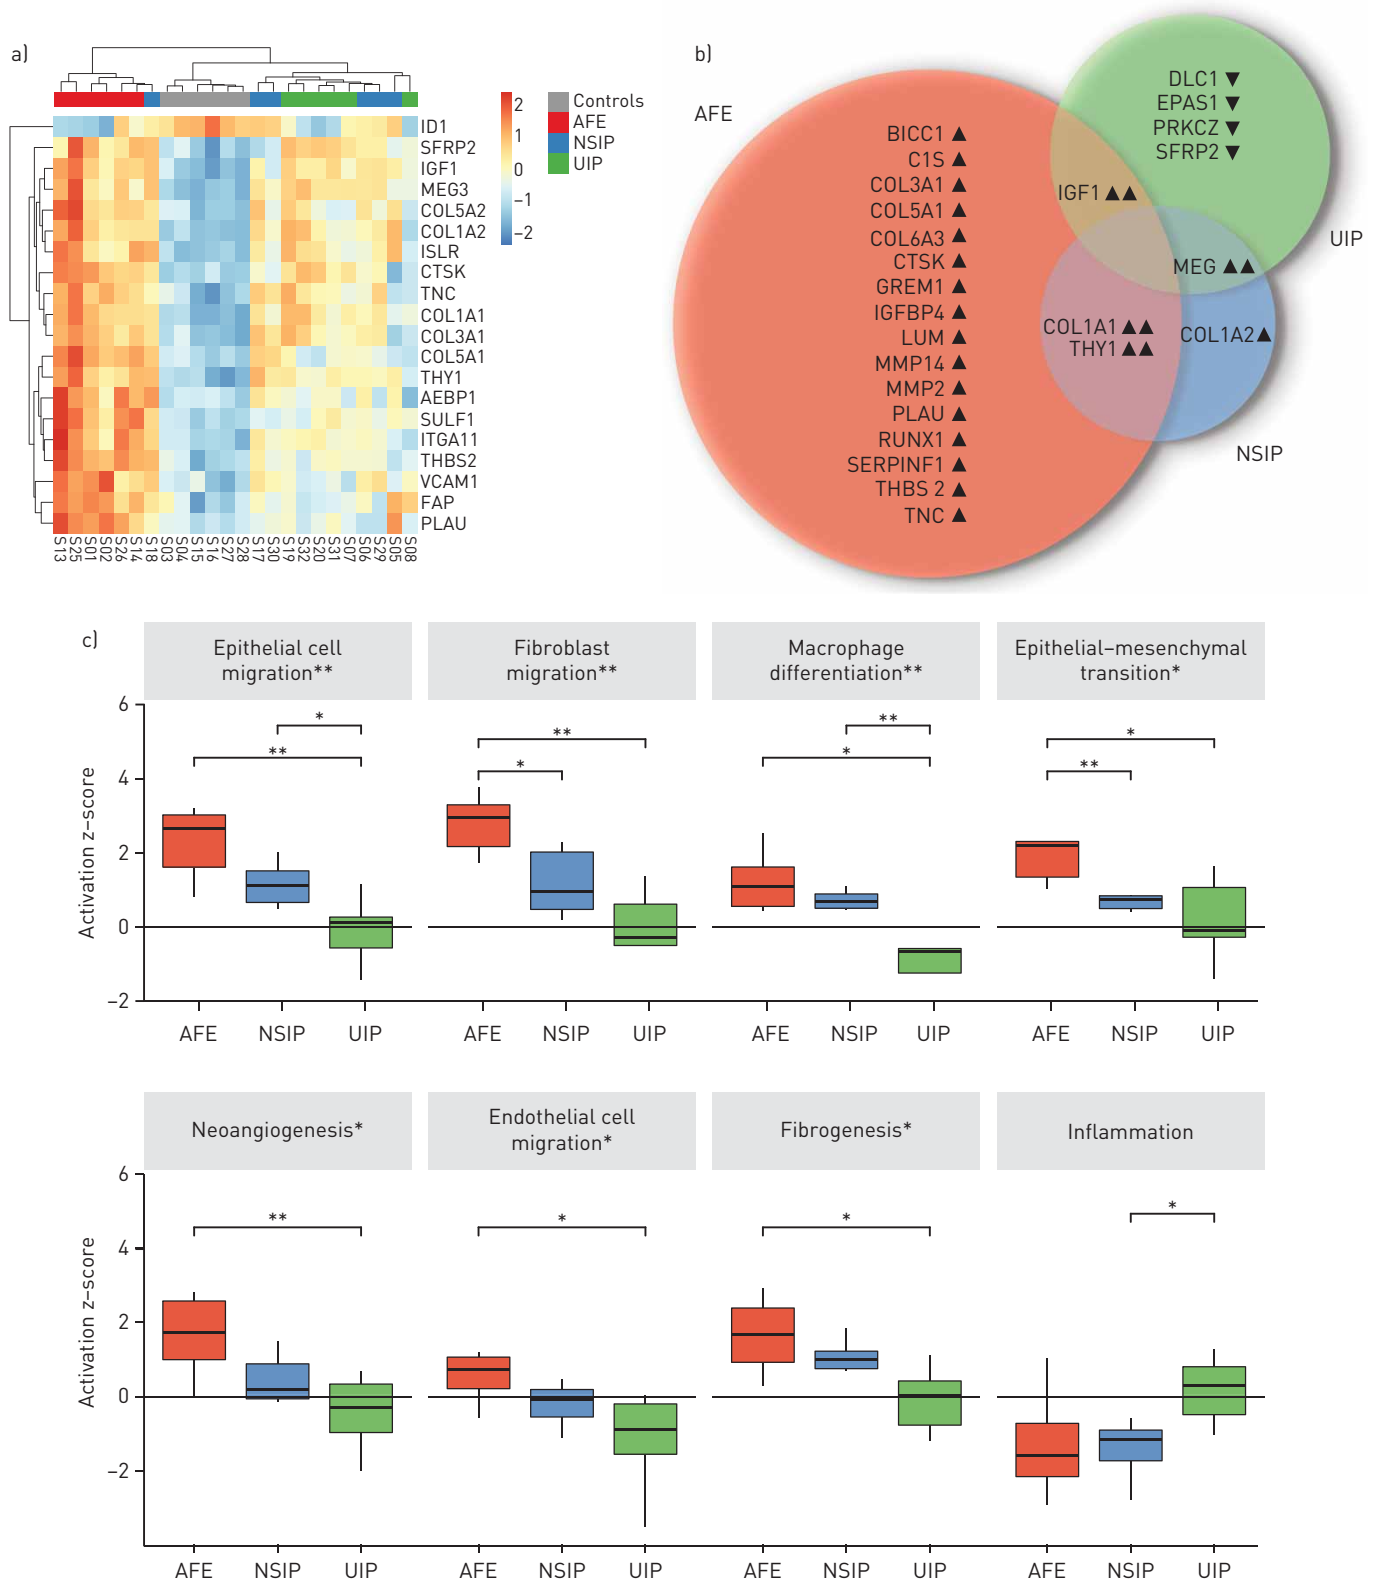 a)
Controls
AFE
NSIP
UIP
2
1
0
−1
−2
ID1
SFRP2
IGF1
MEG3
COL5A2
COL1A2
ISLR
CTSK
TNC
COL1A1
COL3A1
COL5A1
THY1
AEBP1
SULF1
ITGA11
THBS2
VCAM1
FAP
PLAU
S13 S25 S01 S02 S26 S14 S18 S03 S04 S15 S16 S27 S28 S17 S30 S19 S32 S20 S31 S07 S06 S29 S05 S08
b)
AFE
BICC1 ▲
C1S ▲
COL3A1 ▲
COL5A1 ▲
COL6A3 ▲
CTSK ▲
GREM1 ▲
IGFBP4 ▲
LUM ▲
MMP14 ▲
MMP2 ▲
PLAU ▲
RUNX1 ▲
SERPINF1 ▲
THBS 2 ▲
TNC ▲
DLC1 ▼
EPAS1 ▼
PRKCZ ▼
SFRP2 ▼
IGF1 ▲▲
UIP
MEG ▲▲
COL1A1 ▲▲
THY1 ▲▲
COL1A2 ▲
NSIP
c)
Epithelial cell
migration**
Fibroblast
migration**
Macrophage
differentiation**
Epithelial–mesenchymal
transition*
Activation z–score
6
4
2
0
−2
*
**
**
*
**
*
*
**
AFE NSIP UIP
AFE NSIP UIP
AFE NSIP UIP
AFE NSIP UIP
Neoangiogenesis*
Endothelial cell
migration*
Fibrogenesis*
Inflammation
Activation z–score
6
4
2
0
−2
**
*
*
*
AFE NSIP UIP
AFE NSIP UIP
AFE NSIP UIP
AFE NSIP UIP